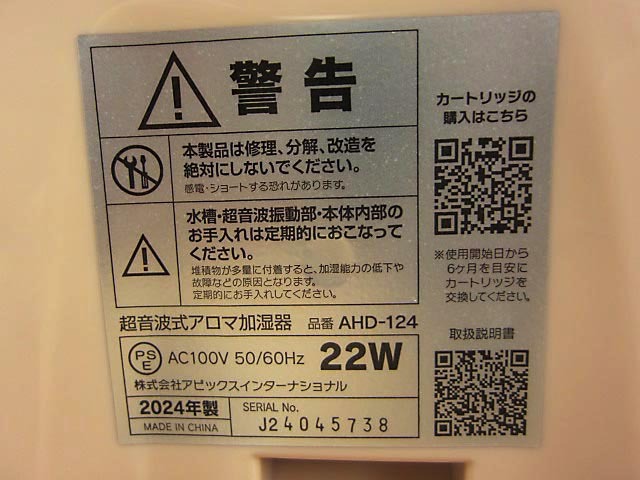 警告
本製品は修理、分解、改造を
絶対にしないでください。
感電・ショートする恐れがあります。
水槽・超音波振動部・本体内部の
お手入れは定期的におこなって
ください。
堆積物が多量に付着すると、加湿能力の低下や
故障などの原因となります。
定期的にお手入れしてください。
カートリッジの
購入はこちら
※使用開始日から
6ヶ月を目安に
カートリッジを
交換してください。
超音波式アロマ加湿器 品番 AHD-124
PSE AC100V 50/60Hz 22W
株式会社アピックスインターナショナル
2024年製
MADE IN CHINA
SERIAL No.
J24045738
取扱説明書